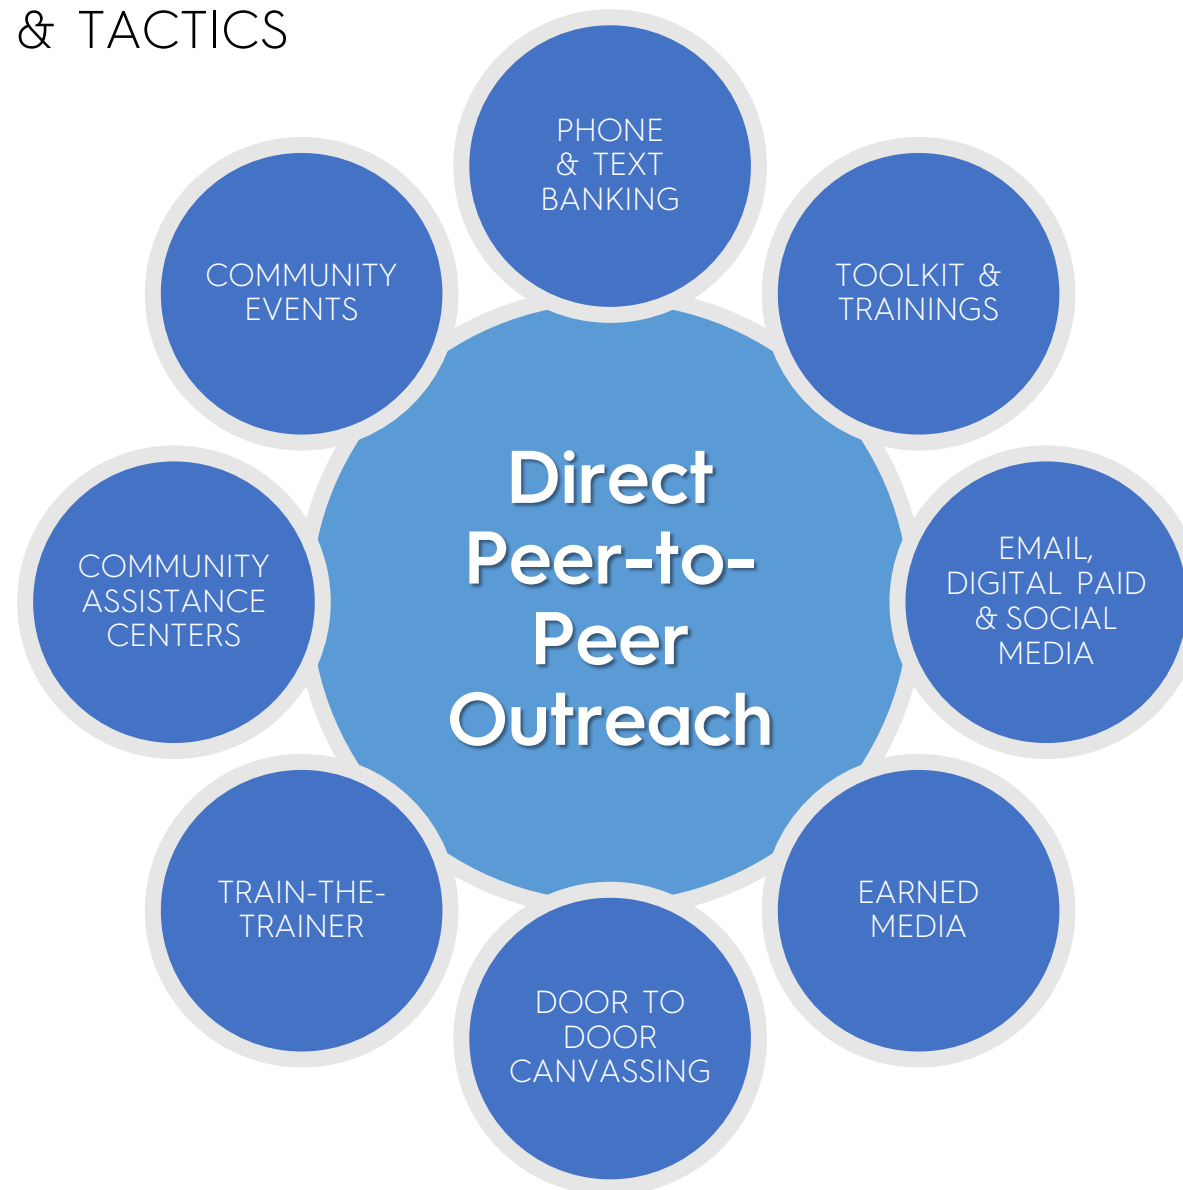 & TACTICS
PHONE
& TEXT
BANKING
TOOLKIT &
TRAININGS
EMAIL,
DIGITAL PAID
& SOCIAL
MEDIA
EARNED
MEDIA
DOOR TO
DOOR
CANVASSING
TRAIN-THE-
TRAINER
COMMUNITY
ASSISTANCE
CENTERS
COMMUNITY
EVENTS
Direct
Peer-to-
Peer
Outreach